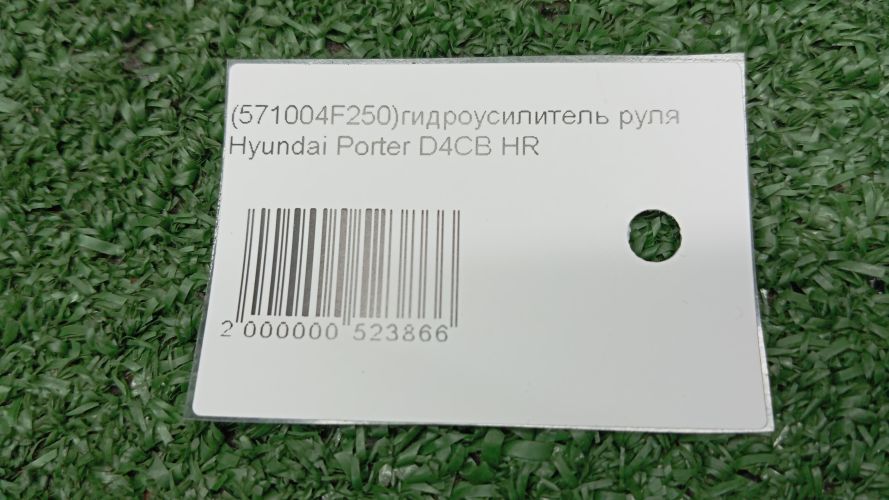 (571004F250)гидроусилитель руля
Hyundai Porter D4CB HR
2 000000 523866